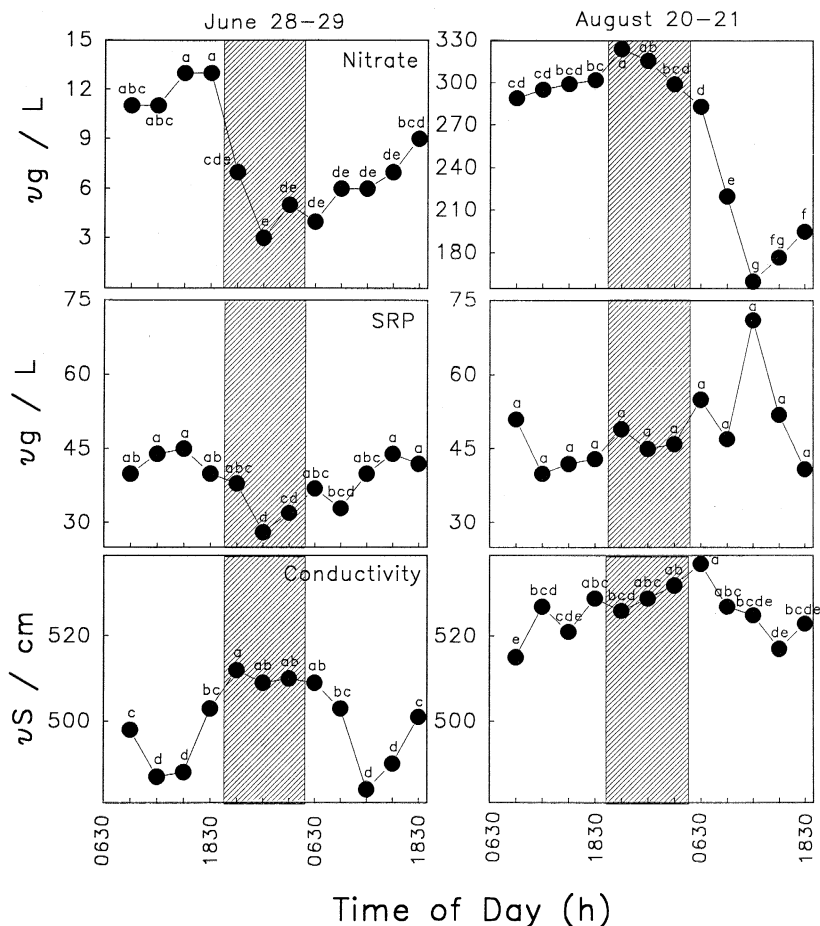 June 28–29
August 20–21
15
12
9
6
3
νg / L
Nitrate
abc
abc
a
a
cde
e
de
de
de
de
de
bcd
330
300
270
240
210
180
cd
cd
bcd
bc
a
ab
bcd
d
e
g
fg
f
75
60
45
30
νg / L
SRP
ab
a
a
ab
abc
d
cd
abc
bcd
abc
a
a
75
60
45
30
a
a
a
a
a
a
a
a
a
a
a
a
520
500
νS / cm
Conductivity
c
d
d
bc
a
ab
ab
ab
bc
d
d
c
520
500
e
bcd
cde
abc
bcd
abc
ab
a
abc
bcde
de
bcde
0630
1830
0630
1830
0630
1830
0630
1830
Time of Day (h)